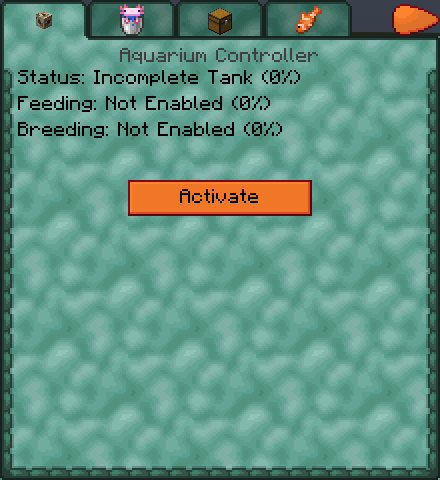 Aquarium Controller
Status: Incomplete Tank (0%)
Feeding: Not Enabled (0%)
Breeding: Not Enabled (0%)
Activate